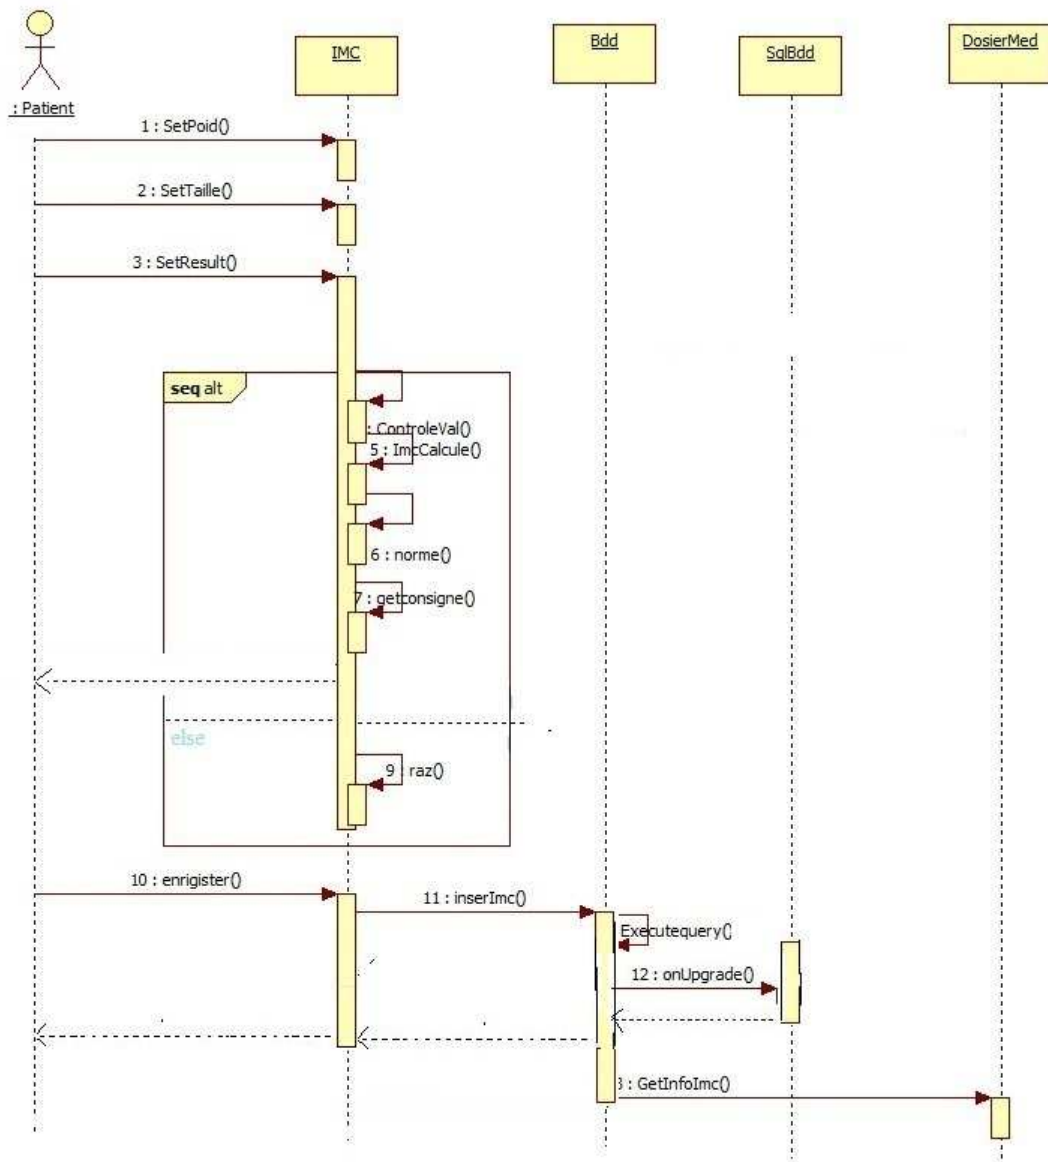 : Patient
IMC
Bdd
SqlBdd
DosierMed
1 : SetPoid()
2 : SetTaille()
3 : SetResult()
seq alt
: ControleVal()
5 : ImcCalcule()
6 : norme()
7 : getconsigne()
else
9 : raz()
10 : enrigister()
11 : inserImc()
Executequery()
12 : onUpgrade()
3 : GetInfoImc()